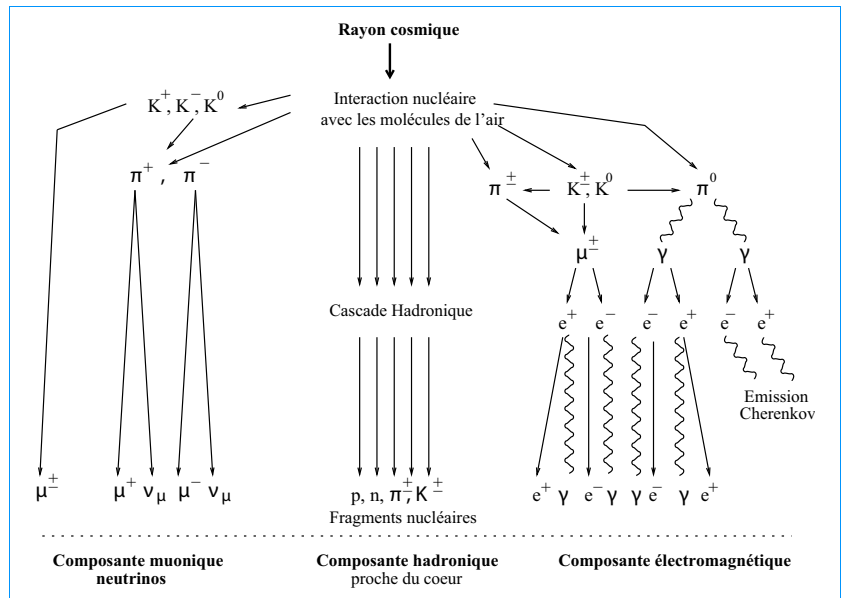 Rayon cosmique
Interaction nucléaire
avec les molécules de l'air
K⁺, K⁻, K⁰
π⁺ , π⁻
π± K±, K⁰ π⁰
μ± γ γ
Cascade Hadronique
e⁺ e⁻ e⁻ e⁺ e⁻ e⁺
Emission
Cherenkov
μ± μ⁺ νμ μ⁻ νμ p, n, π±, K± e⁺ γ e⁻ γ γ e⁻ γ e⁺
Fragments nucléaires
Composante muonique
neutrinos
Composante hadronique
proche du coeur
Composante électromagnétique